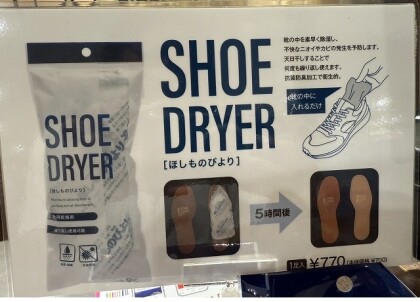 SHOE
DRYER
[ほしものびより]
靴の中を素早く除湿し、
不快なニオイやカビの発生を予防します。
天日干しすることで
何度も繰り返し使えます。
抗菌防臭加工で衛生的。
靴の中に
入れるだけ
SHOE
DRYER
[ほしものびより]
5時間後
1足入 ¥770